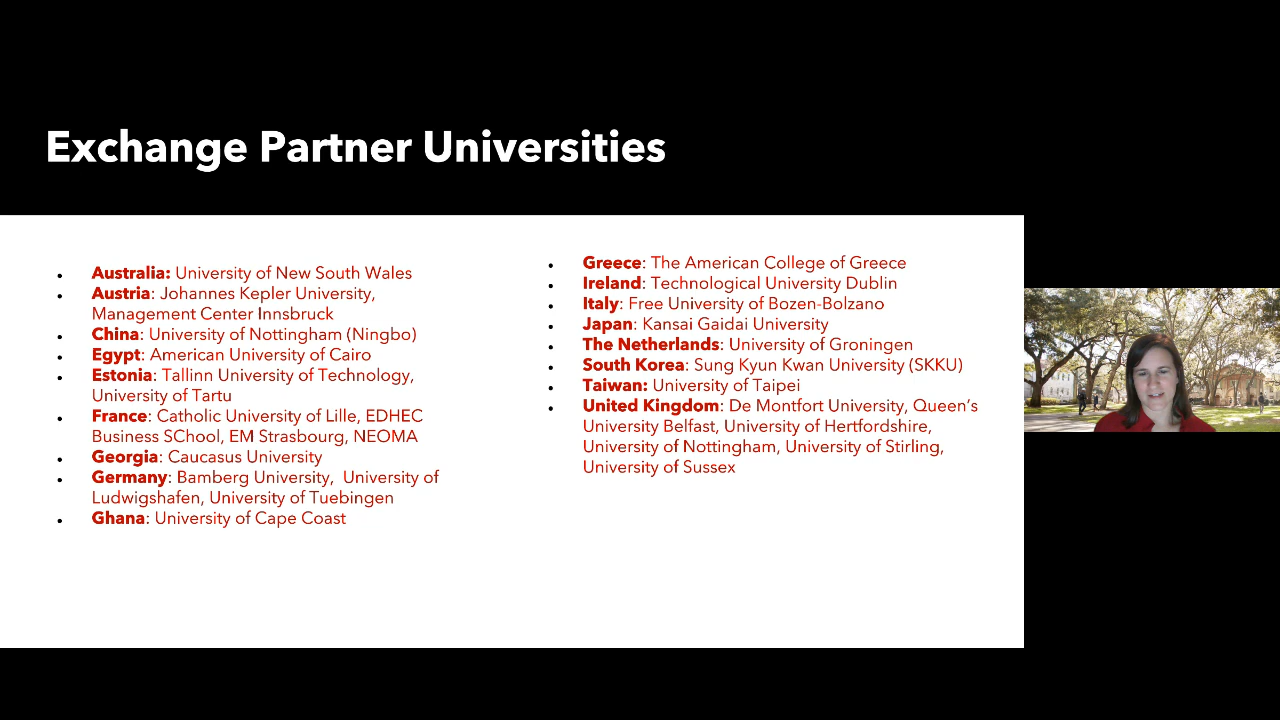 Exchange Partner Universities
Australia: University of New South Wales
Austria: Johannes Kepler University,
Management Center Innsbruck
China: University of Nottingham (Ningbo)
Egypt: American University of Cairo
Estonia: Tallinn University of Technology,
University of Tartu
France: Catholic University of Lille, EDHEC
Business SChool, EM Strasbourg, NEOMA
Georgia: Caucasus University
Germany: Bamberg University, University of
Ludwigshafen, University of Tuebingen
Ghana: University of Cape Coast
Greece: The American College of Greece
Ireland: Technological University Dublin
Italy: Free University of Bozen-Bolzano
Japan: Kansai Gaidai University
The Netherlands: University of Groningen
South Korea: Sung Kyun Kwan University (SKKU)
Taiwan: University of Taipei
United Kingdom: De Montfort University, Queen's
University Belfast, University of Hertfordshire,
University of Nottingham, University of Stirling,
University of Sussex